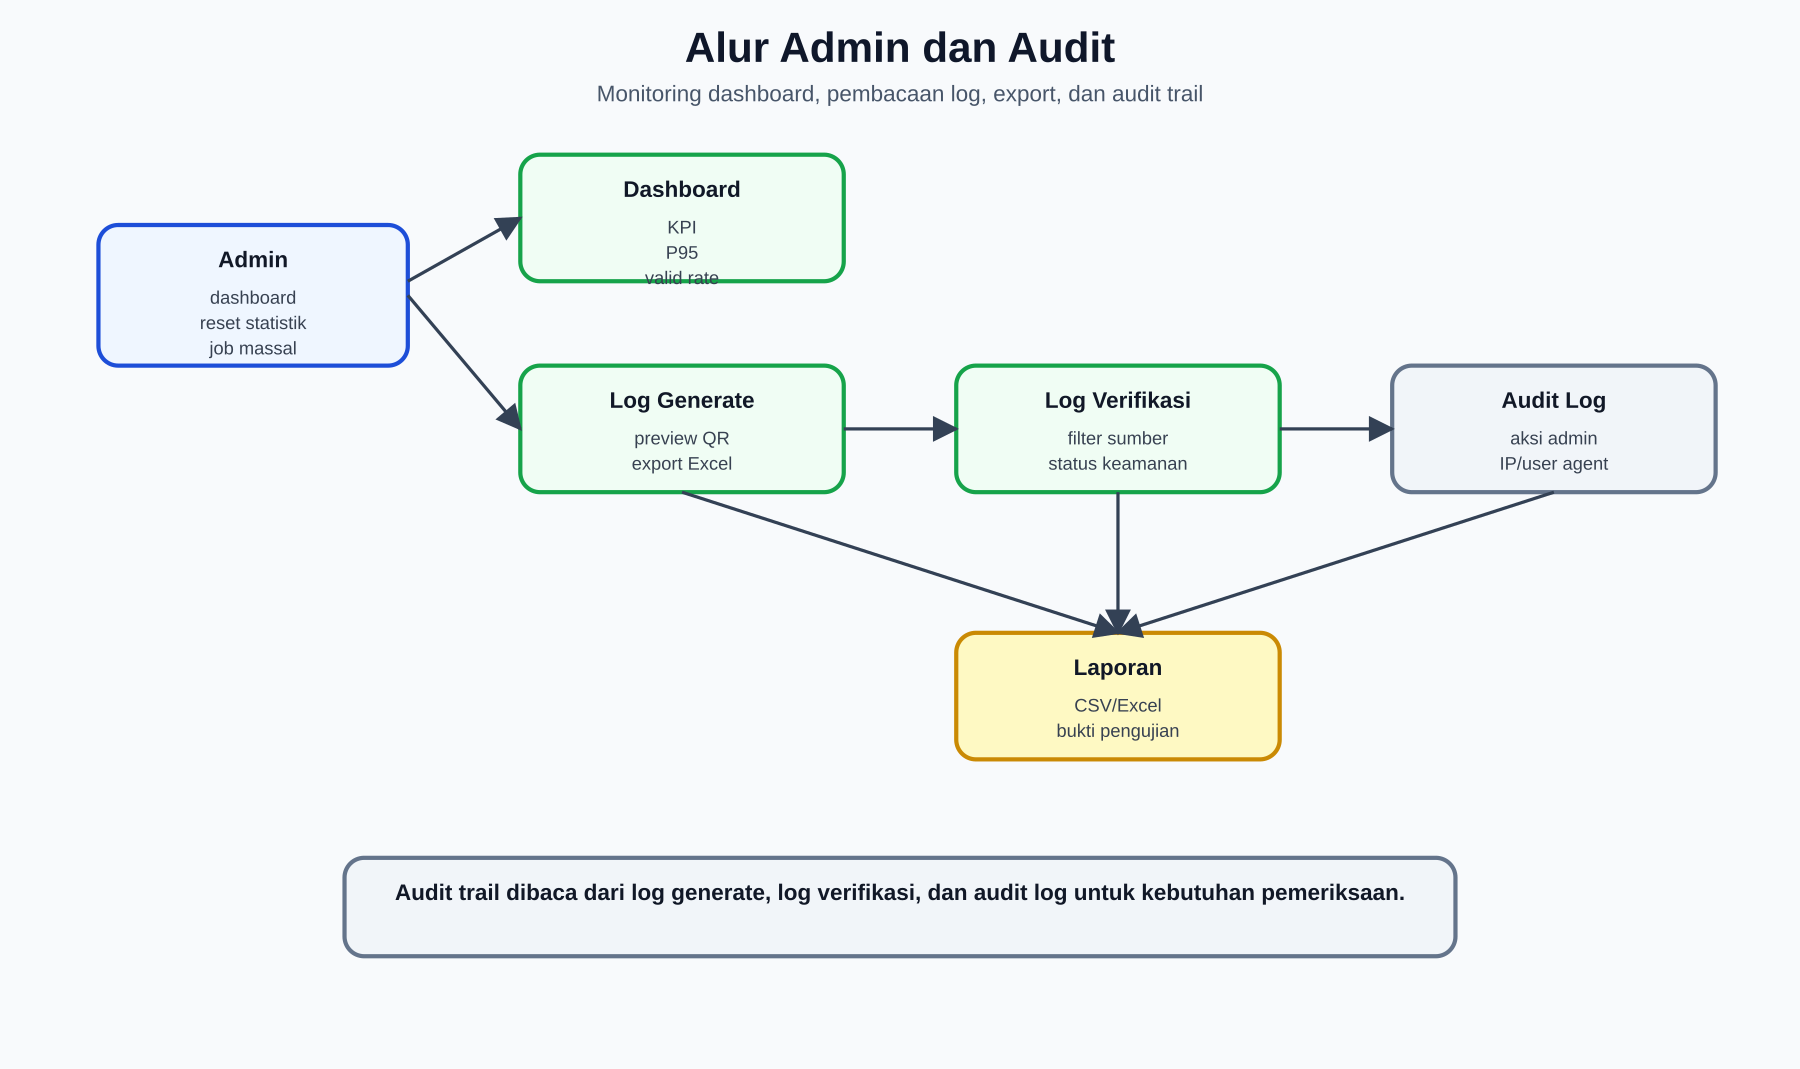 Alur Admin dan Audit
Monitoring dashboard, pembacaan log, export, dan audit trail
Dashboard
KPI
P95
valid rate
Admin
dashboard
reset statistik
job massal
Log Generate
preview QR
export Excel
Log Verifikasi
filter sumber
status keamanan
Audit Log
aksi admin
IP/user agent
Laporan
CSV/Excel
bukti pengujian
Audit trail dibaca dari log generate, log verifikasi, dan audit log untuk kebutuhan pemeriksaan.